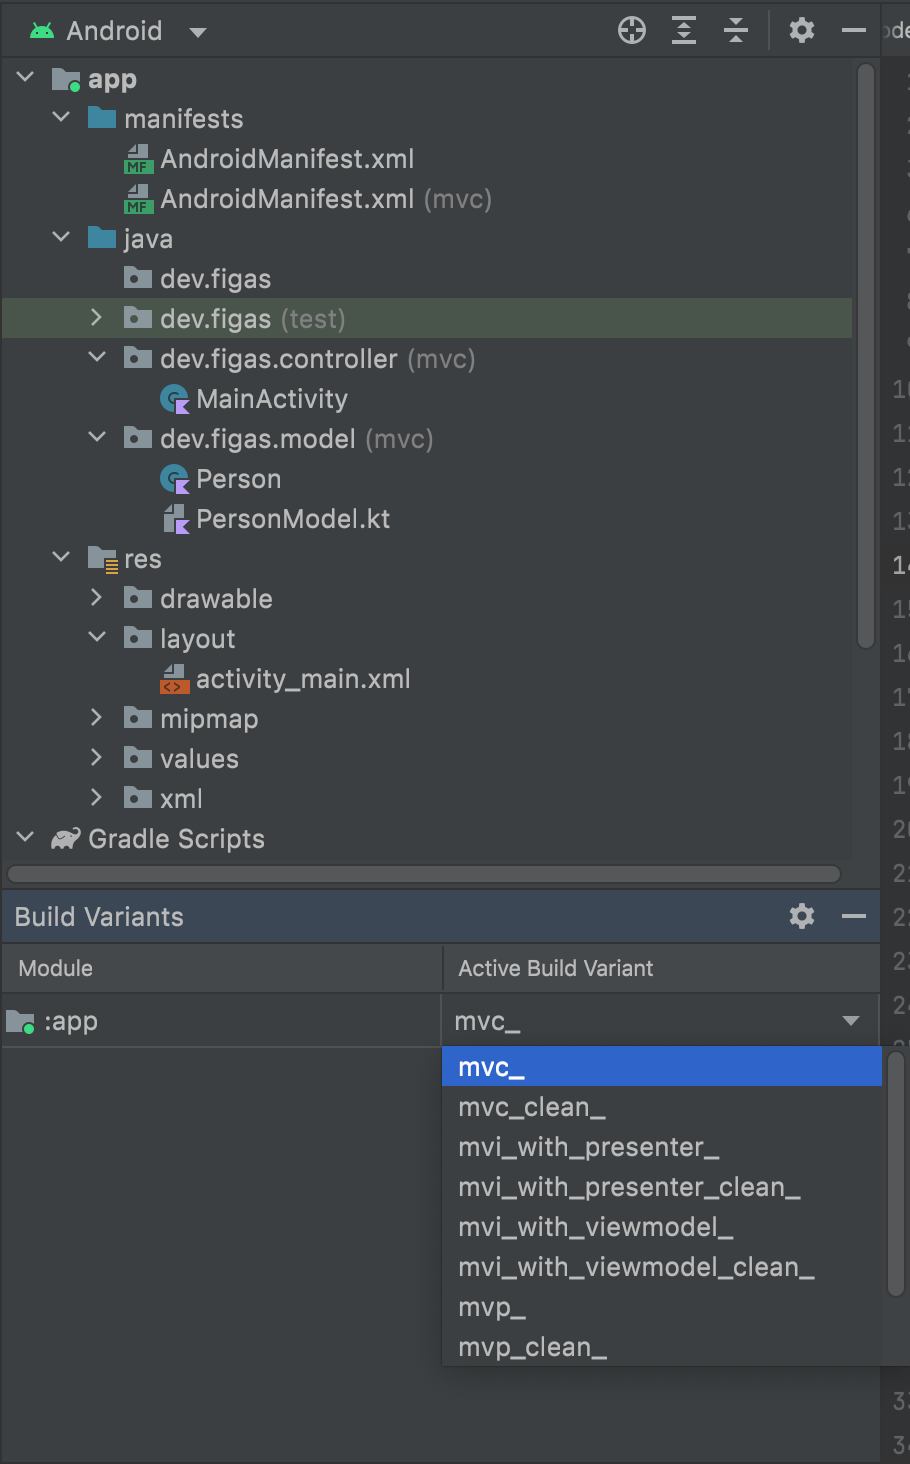 Android
app
manifests
AndroidManifest.xml
AndroidManifest.xml (mvc)
java
dev.figas
dev.figas (test)
dev.figas.controller (mvc)
MainActivity
dev.figas.model (mvc)
Person
PersonModel.kt
res
drawable
layout
activity_main.xml
mipmap
values
xml
Gradle Scripts
Build Variants
Module Active Build Variant
:app mvc_
mvc_
mvc_clean_
mvi_with_presenter_
mvi_with_presenter_clean_
mvi_with_viewmodel_
mvi_with_viewmodel_clean_
mvp_
mvp_clean_